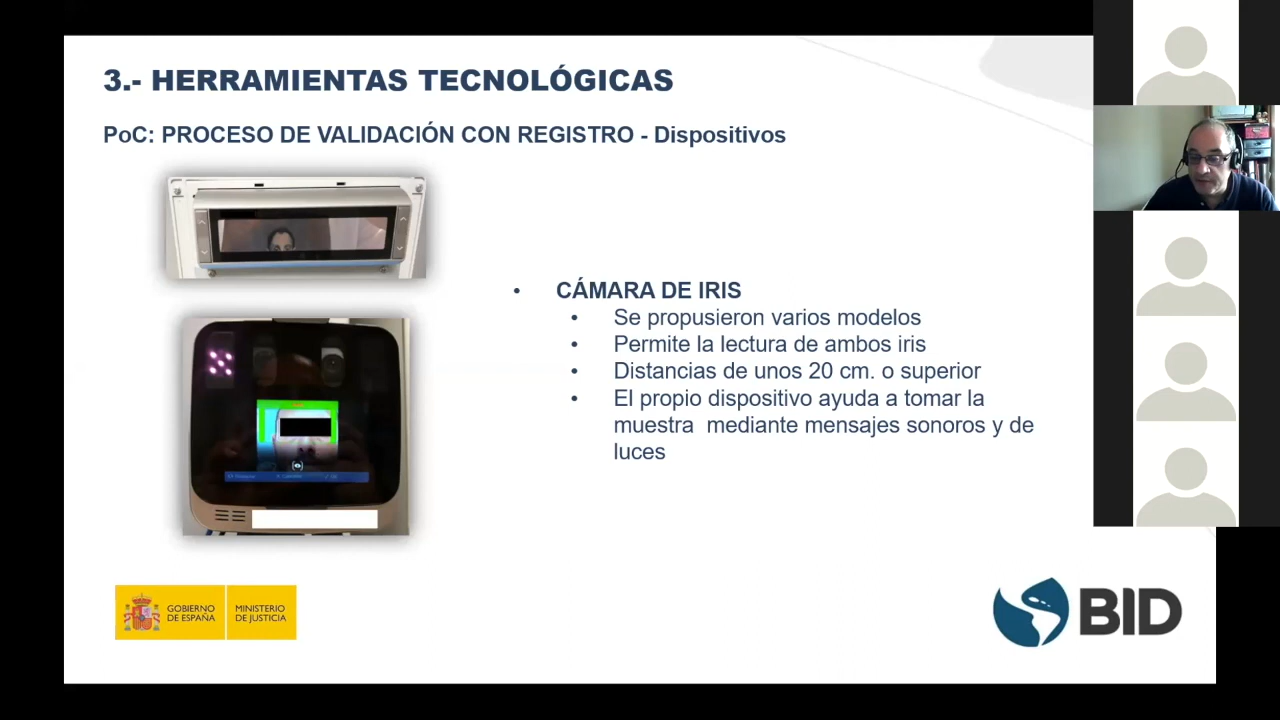 3.- HERRAMIENTAS TECNOLÓGICAS
PoC: PROCESO DE VALIDACIÓN CON REGISTRO - Dispositivos
• CÁMARA DE IRIS
• Se propusieron varios modelos
• Permite la lectura de ambos iris
• Distancias de unos 20 cm. o superior
• El propio dispositivo ayuda a tomar la
muestra mediante mensajes sonoros y de
luces
GOBIERNO
DE ESPAÑA
MINISTERIO
DE JUSTICIA
BID